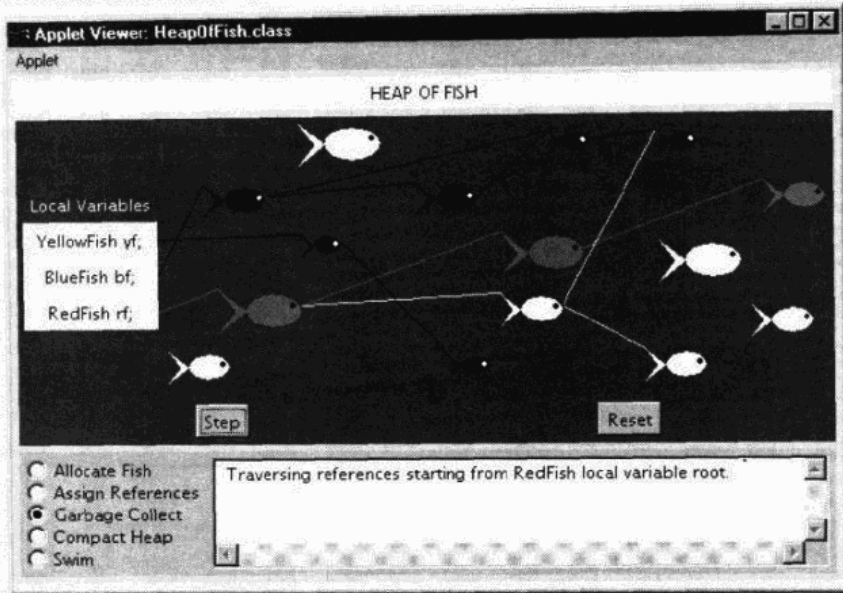 Applet Viewer: HeapOfFish.class
Applet
HEAP OF FISH
Local Variables
YellowFish yf;
BlueFish bf;
RedFish rf;
Step
Reset
Allocate Fish
Assign References
Garbage Collect
Compact Heap
Swim
Traversing references starting from RedFish local variable root.